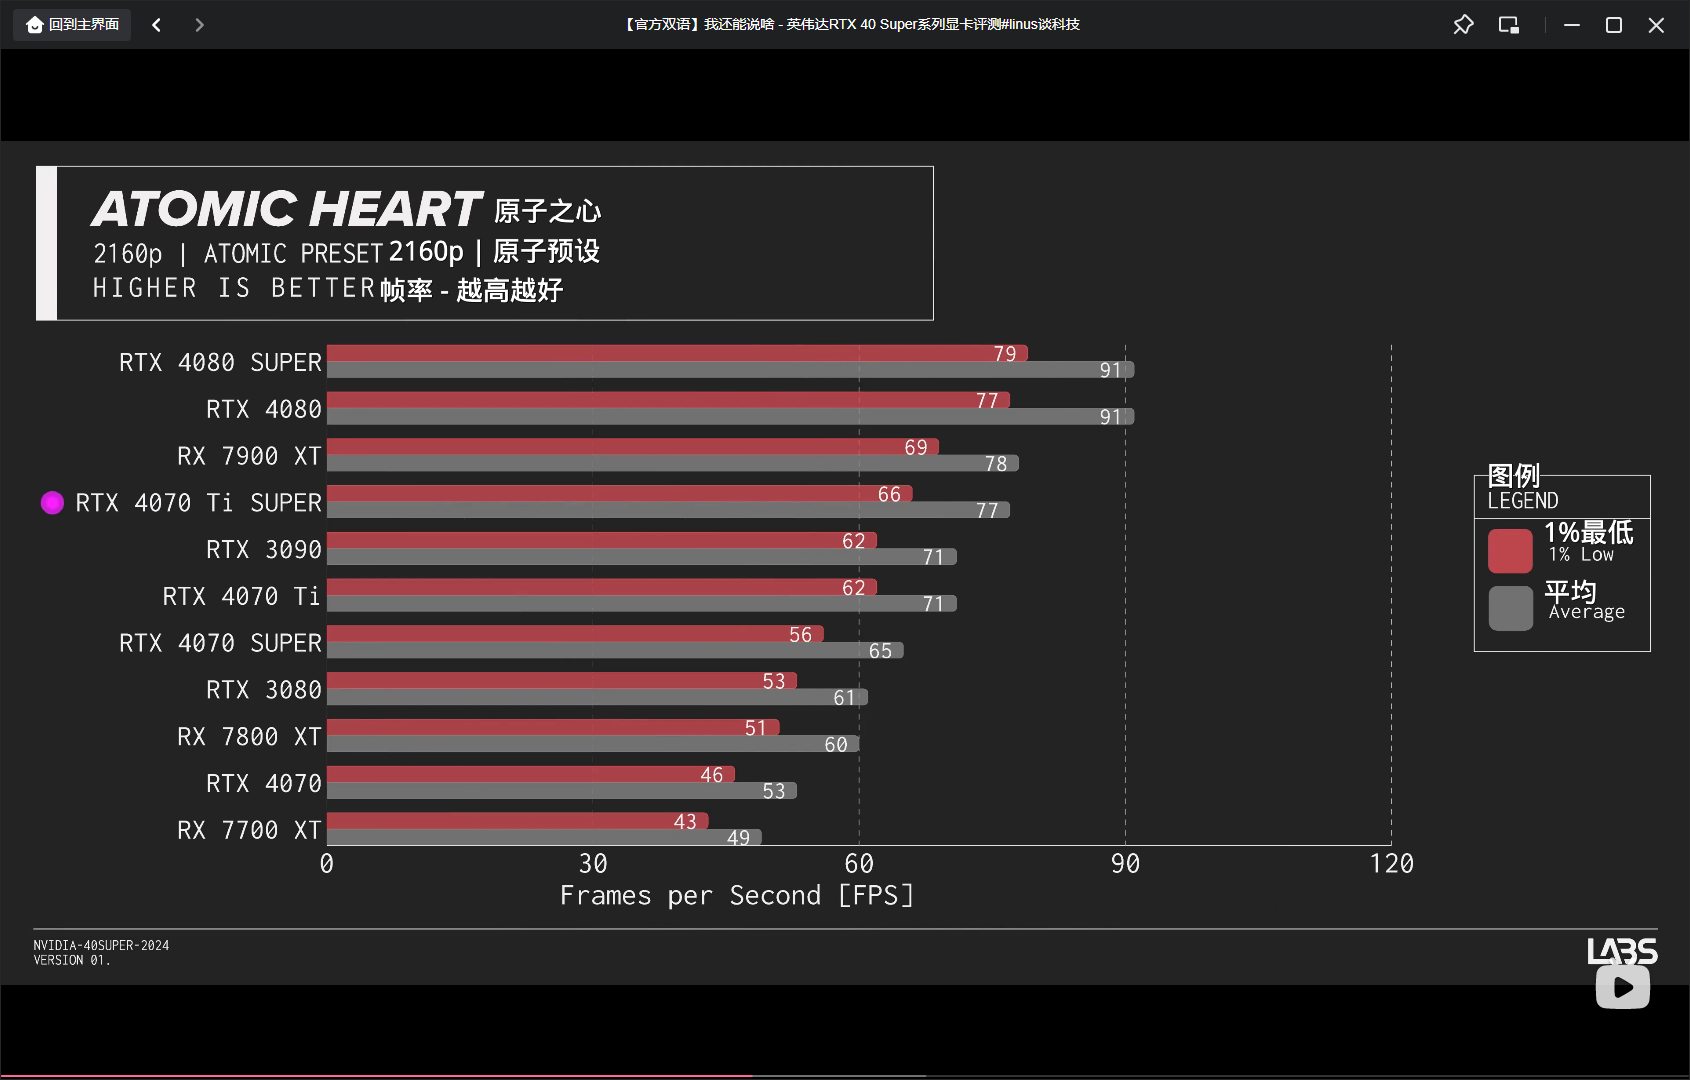 回到主界面
【官方双语】我还能说啥 - 英伟达RTX 40 Super系列显卡评测#linus谈科技
ATOMIC HEART 原子之心
2160p | ATOMIC PRESET 2160p | 原子预设
HIGHER IS BETTER 帧率 - 越高越好
RTX 4080 SUPER 79
91
RTX 4080 77
91
RX 7900 XT 69
78
RTX 4070 Ti SUPER 66
77
RTX 3090 62
71
RTX 4070 Ti 62
71
RTX 4070 SUPER 56
65
RTX 3080 53
61
RX 7800 XT 51
60
RTX 4070 46
53
RX 7700 XT 43
49
0 30 60 90 120
Frames per Second [FPS]
图例
LEGEND
1%最低
1% Low
平均
Average
NVIDIA-40SUPER-2024
VERSION 01.
LABS